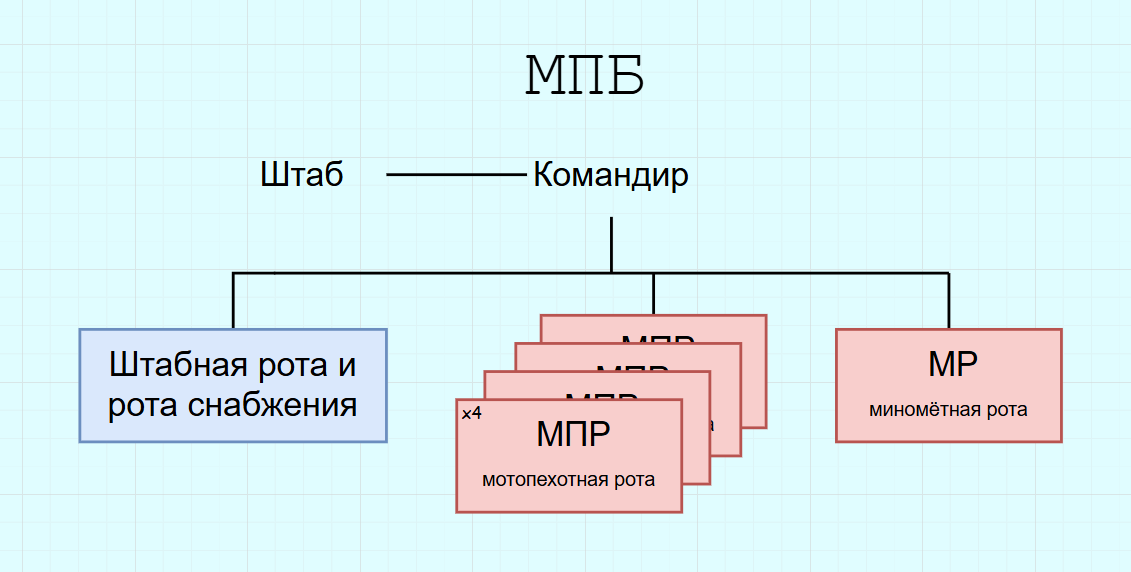 МПБ
Штаб
Командир
Штабная рота и
рота снабжения
МПР
МПР
МПР
x4
МПР
мотопехотная рота
МР
миномётная рота